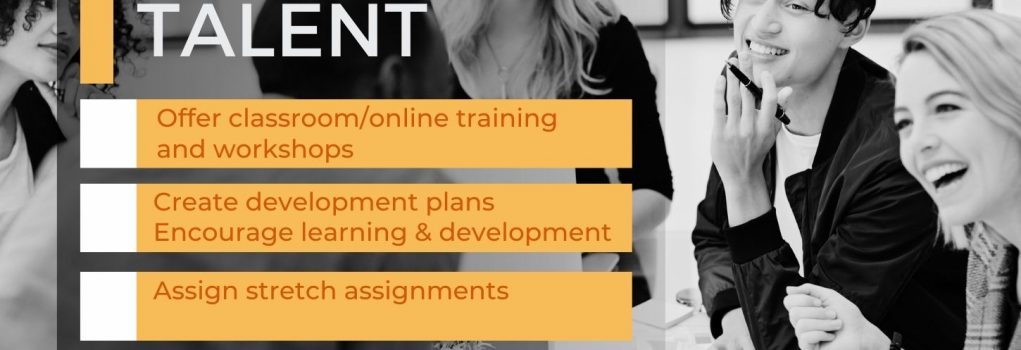 TALENT
Offer classroom/online training
and workshops
Create development plans
Encourage learning & development
Assign stretch assignments